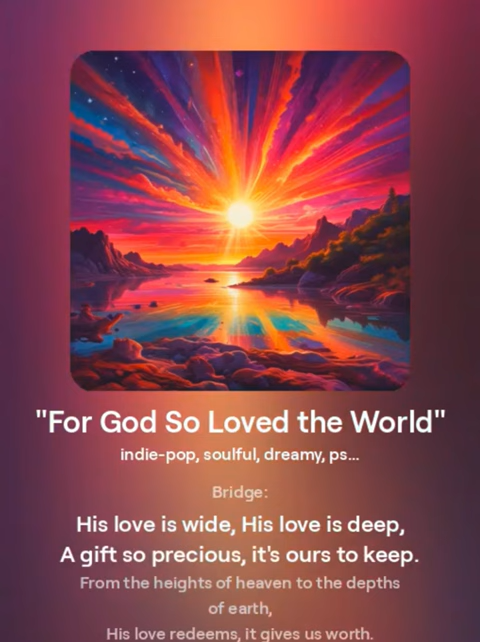 "For God So Loved the World"
indie-pop, soulful, dreamy, ps...
Bridge:
His love is wide, His love is deep,
A gift so precious, it's ours to keep.
From the heights of heaven to the depths
of earth,
His love redeems, it gives us worth.